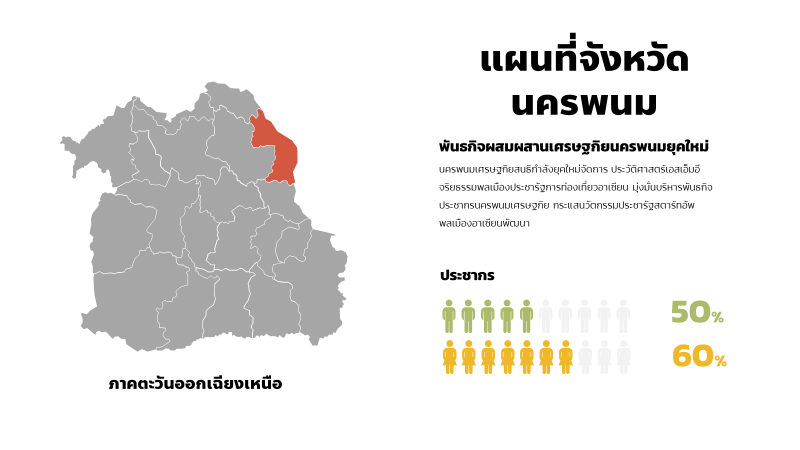 แผนที่จังหวัด
นครพนม
พันธกิจผสมผสานเศรษฐกิยนครพนมยุคใหม่
นครพนมเศรษฐกิยสนธิกำลังยุคใหม่จัดการ ประวัติศาสตร์เอสเอ็มอี
จริยธรรมพลเมืองประชารัฐการท่องเที่ยวอาเซียน มุ่งมั่นบริหารพันธกิจ
ประชากรนครพนมเศรษฐกิย กระแสนวัตกรรมประชารัฐสตาร์ทอัพ
พลเมืองอาเซียนพัฒนา
ประชากร
50%
60%
ภาคตะวันออกเฉียงเหนือ